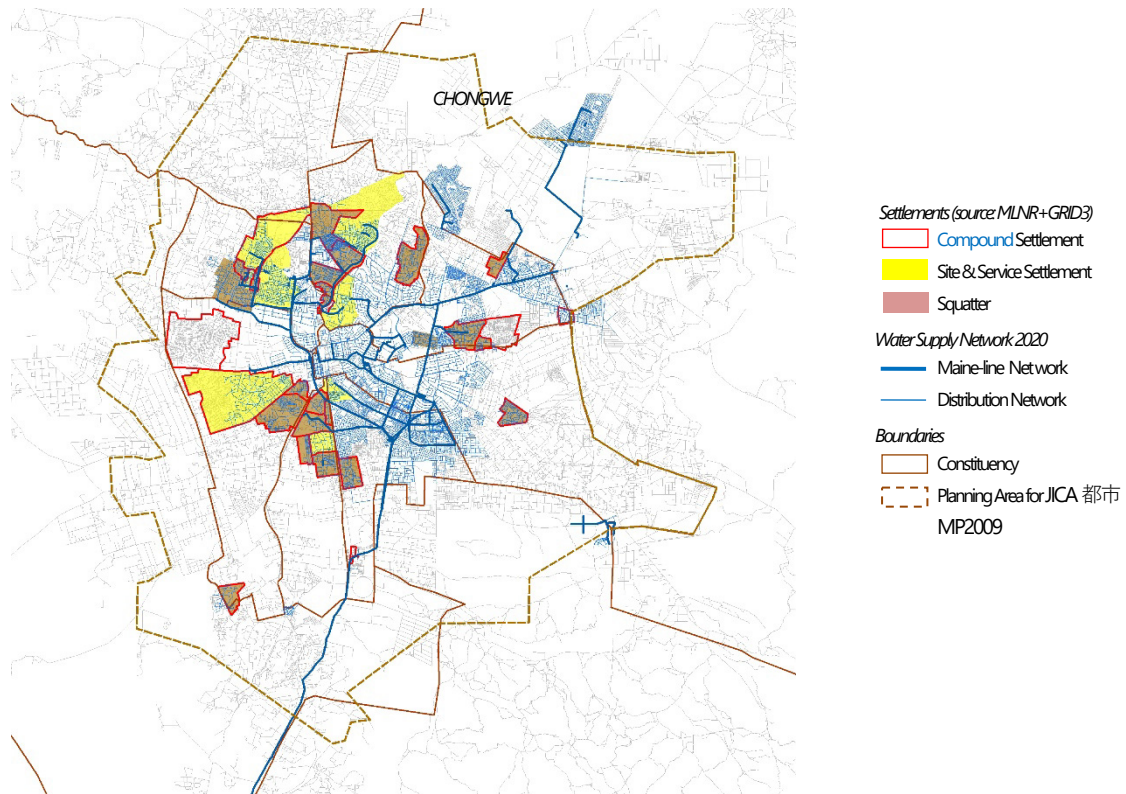 CHONGWE
Settlements (source: MLNR+GRID3)
Compound Settlement
Site & Service Settlement
Squatter
Water Supply Network 2020
Maine-line Network
Distribution Network
Boundaries
Constituency
Planning Area for JICA 都市
MP2009